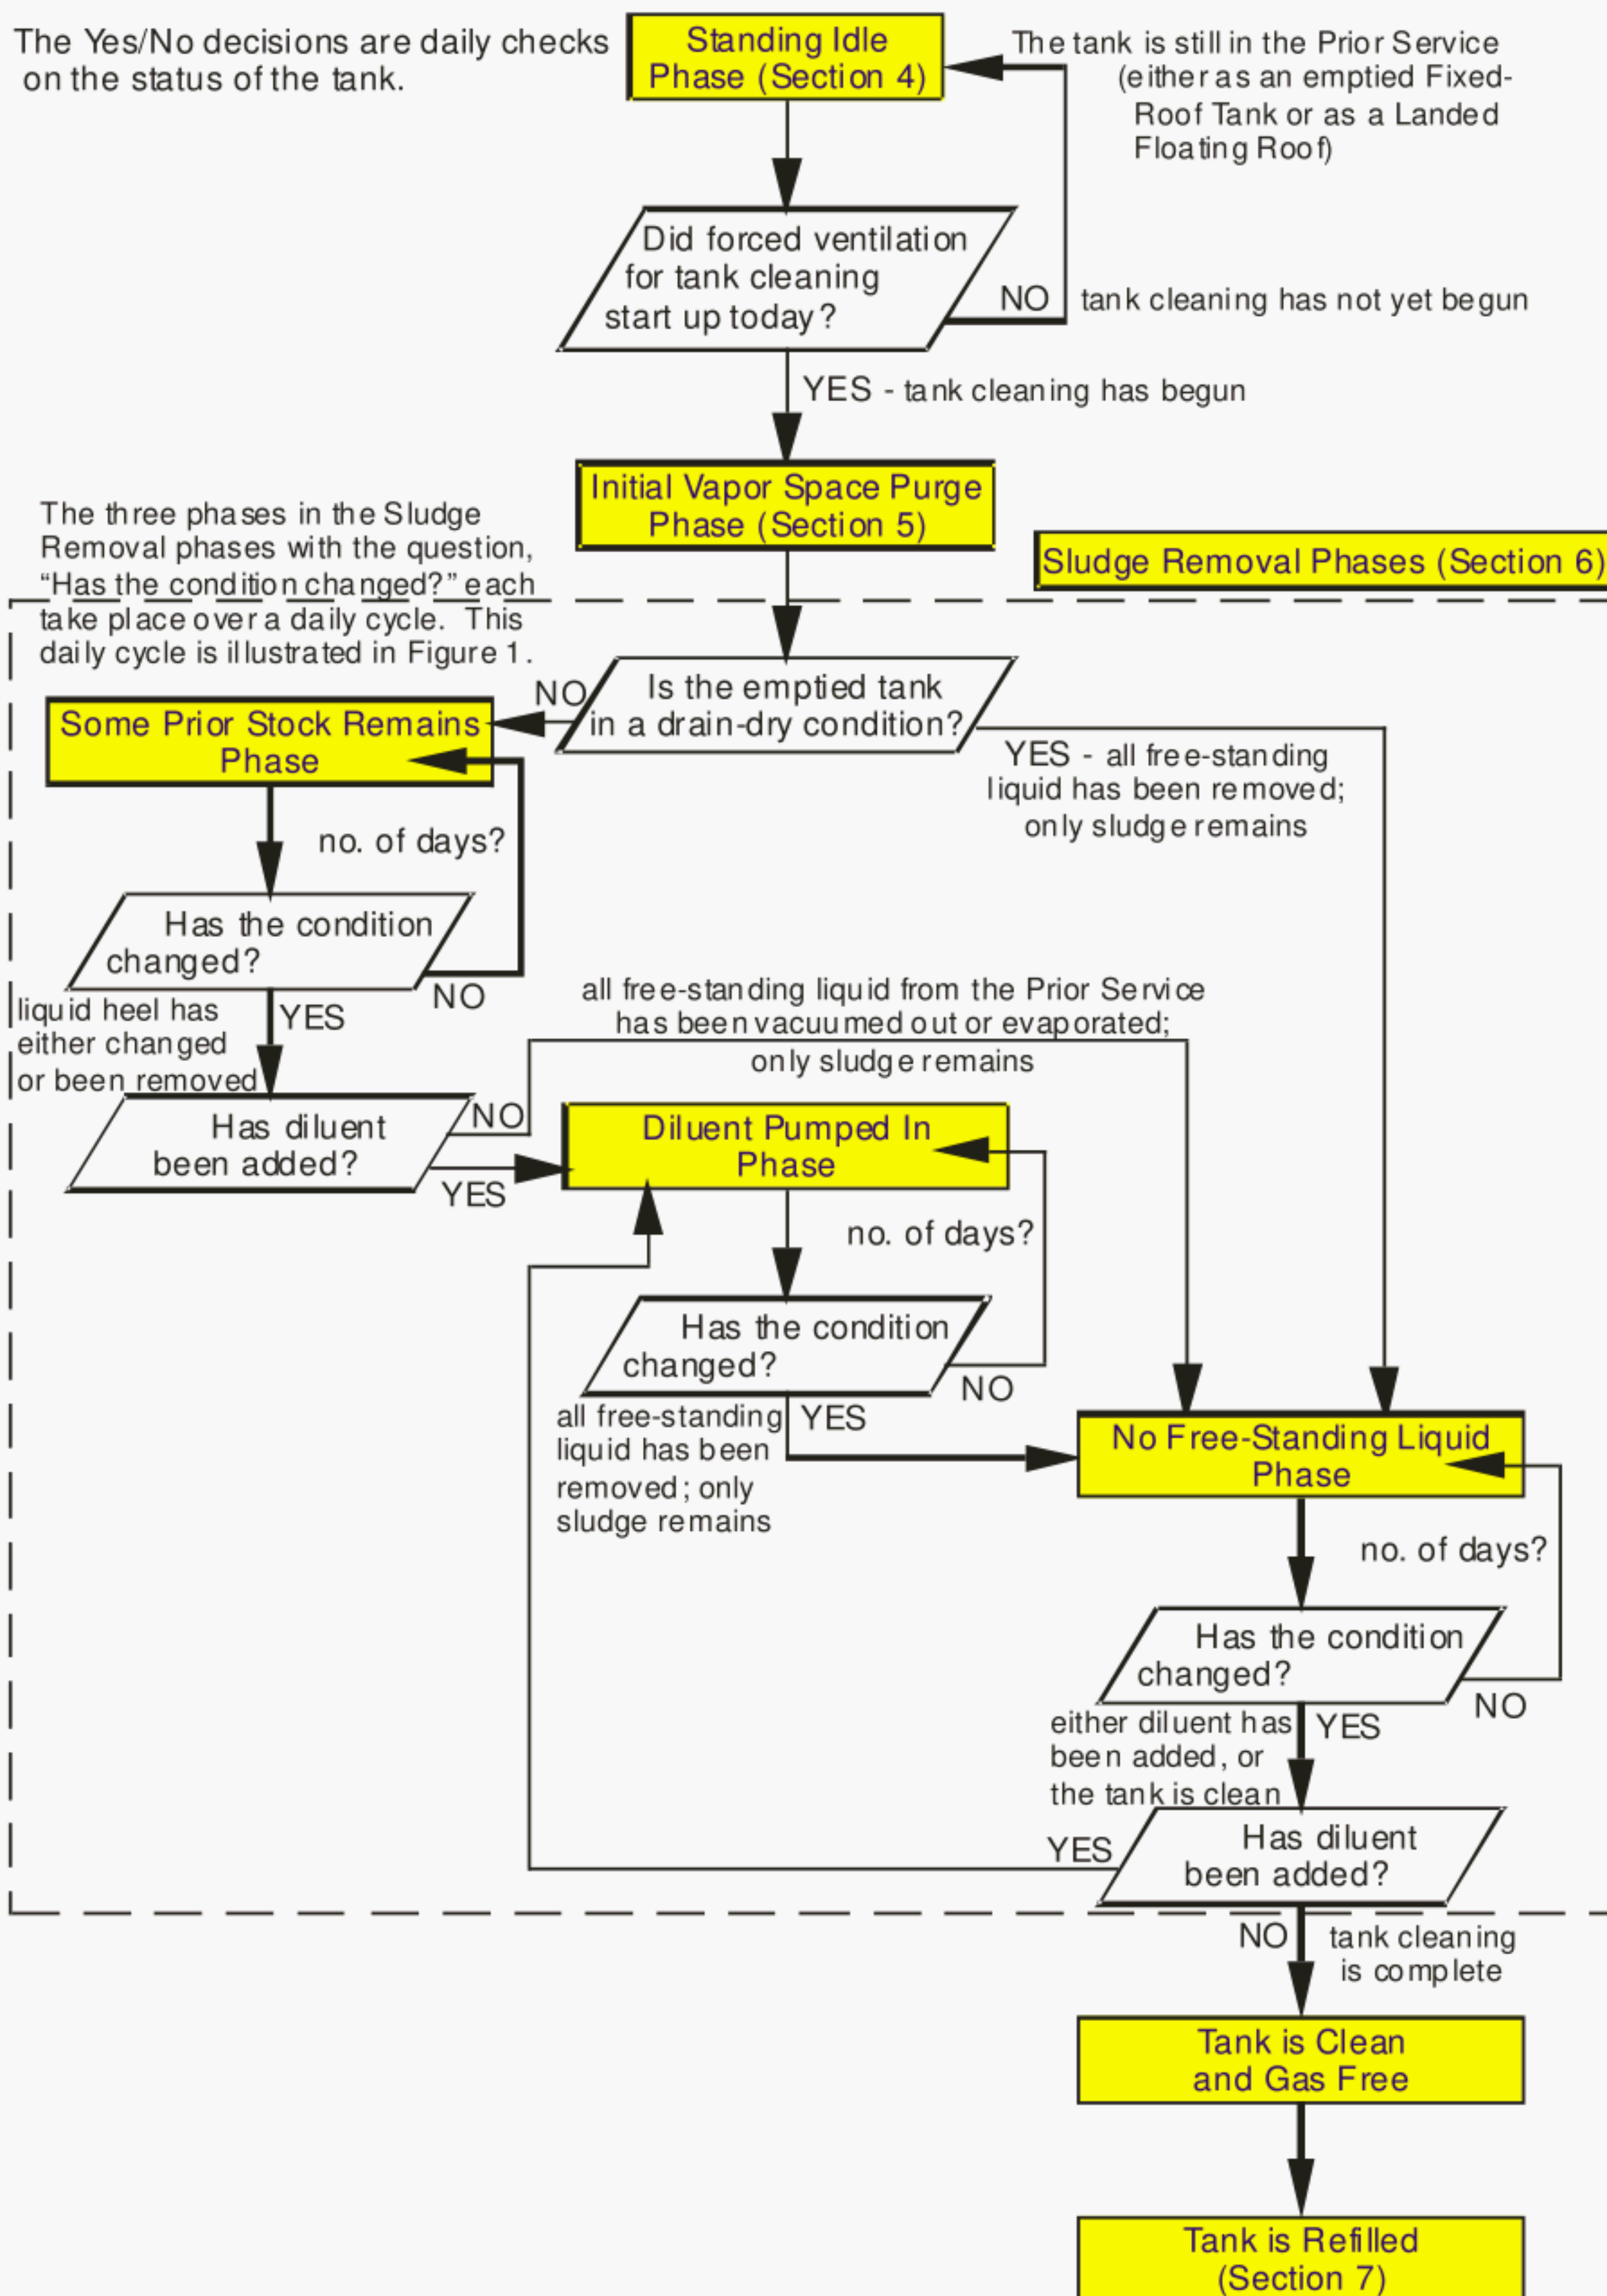 The Yes/No decisions are daily checks
on the status of the tank.
Standing Idle
Phase (Section 4)
The tank is still in the Prior Service
(either as an emptied Fixed-
Roof Tank or as a Landed
Floating Roof)
Did forced ventilation
for tank cleaning
start up today?
NO
tank cleaning has not yet begun
YES - tank cleaning has begun
Initial Vapor Space Purge
Phase (Section 5)
The three phases in the Sludge
Removal phases with the question,
“Has the condition changed?” each
take place over a daily cycle. This
daily cycle is illustrated in Figure 1.
Sludge Removal Phases (Section 6)
Is the emptied tank
in a drain-dry condition?
NO
Some Prior Stock Remains
Phase
YES - all free-standing
liquid has been removed;
only sludge remains
no. of days?
Has the condition
changed?
NO
YES
liquid heel has
either changed
or been removed
all free-standing liquid from the Prior Service
has been vacuumed out or evaporated;
only sludge remains
Has diluent
been added?
NO
YES
Diluent Pumped In
Phase
no. of days?
Has the condition
changed?
NO
YES
all free-standing
liquid has been
removed; only
sludge remains
No Free-Standing Liquid
Phase
no. of days?
Has the condition
changed?
NO
YES
either diluent has
been added, or
the tank is clean
Has diluent
been added?
YES
NO
tank cleaning
is complete
Tank is Clean
and Gas Free
Tank is Refilled
(Section 7)